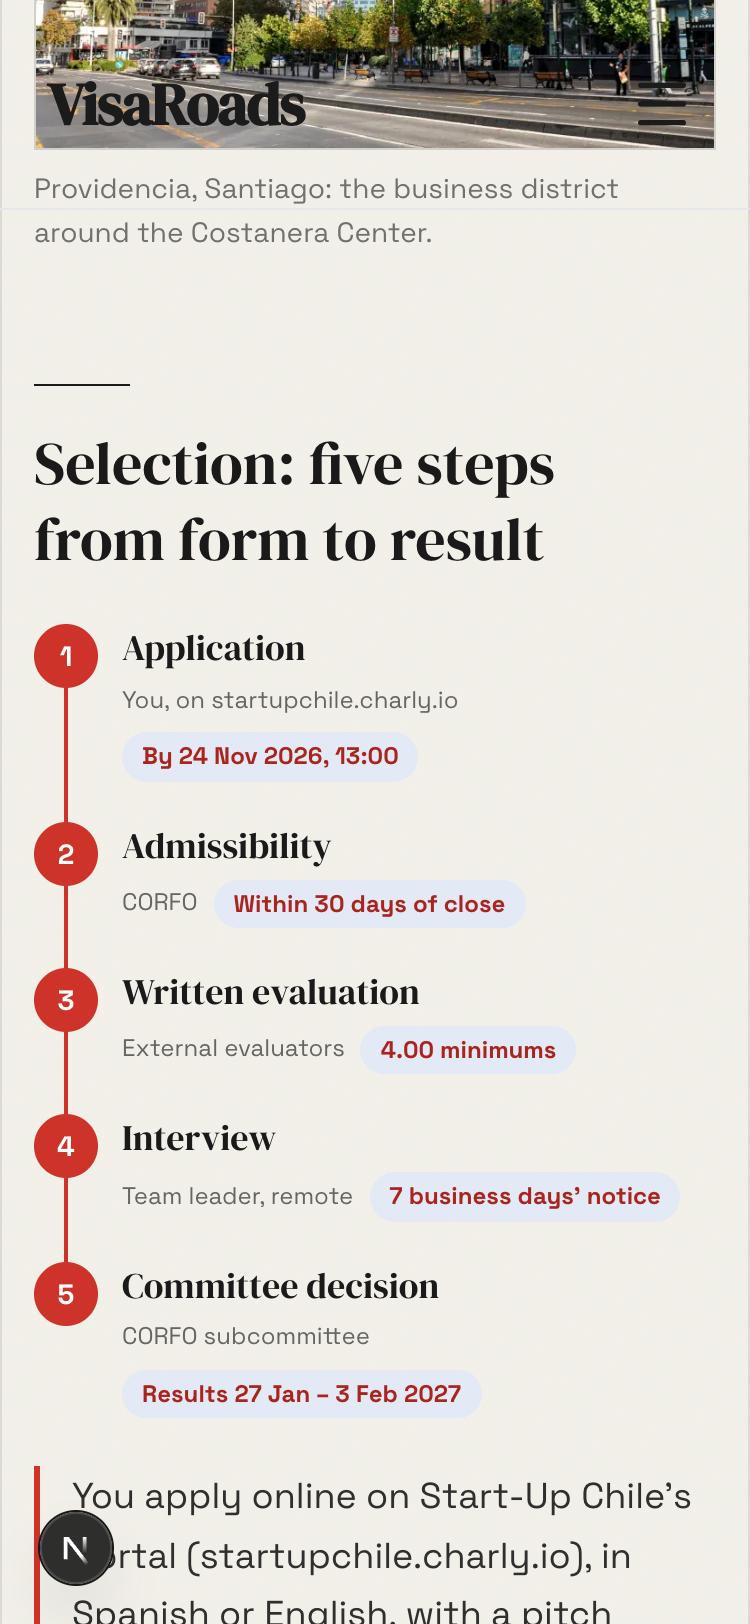 VisaRoads
Providencia, Santiago: the business district
around the Costanera Center.
Selection: five steps
from form to result
1
Application
You, on startupchile.charly.io
By 24 Nov 2026, 13:00
2
Admissibility
CORFO Within 30 days of close
3
Written evaluation
External evaluators 4.00 minimums
4
Interview
Team leader, remote 7 business days’ notice
5
Committee decision
CORFO subcommittee
Results 27 Jan – 3 Feb 2027
You apply online on Start-Up Chile’s
N
rtal (startupchile.charly.io), in
Spanish or English, with a pitch